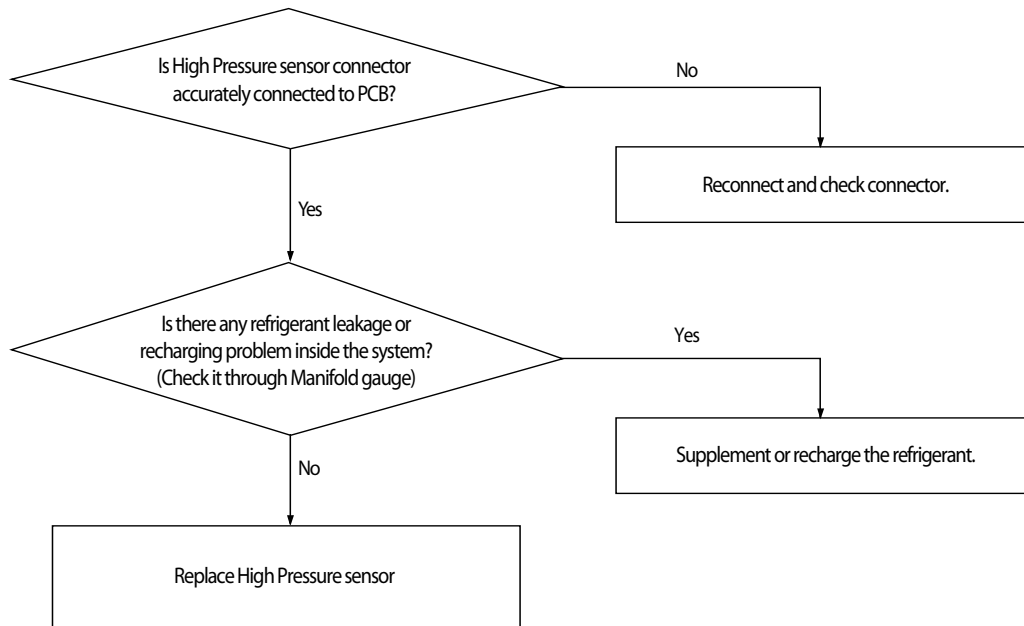 Is High Pressure sensor connector
accurately connected to PCB?
No
Reconnect and check connector.
Yes
Is there any refrigerant leakage or
recharging problem inside the system?
(Check it through Manifold gauge)
Yes
Supplement or recharge the refrigerant.
No
Replace High Pressure sensor